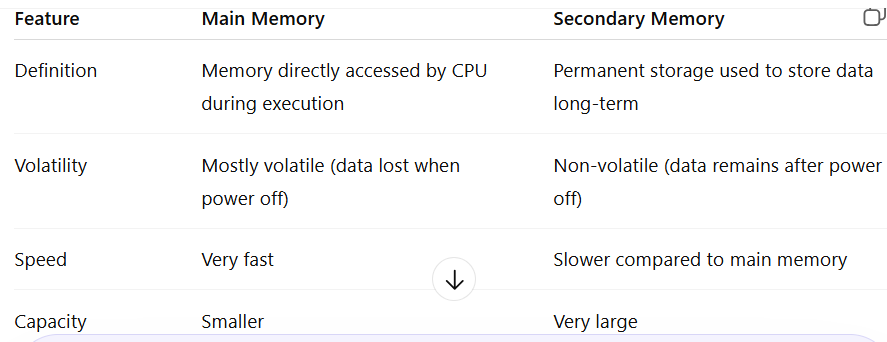 Feature Main Memory Secondary Memory
Definition Memory directly accessed by CPU Permanent storage used to store data
during execution long-term
Volatility Mostly volatile (data lost when Non-volatile (data remains after power
power off) off)
Speed Very fast Slower compared to main memory
Capacity Smaller Very large